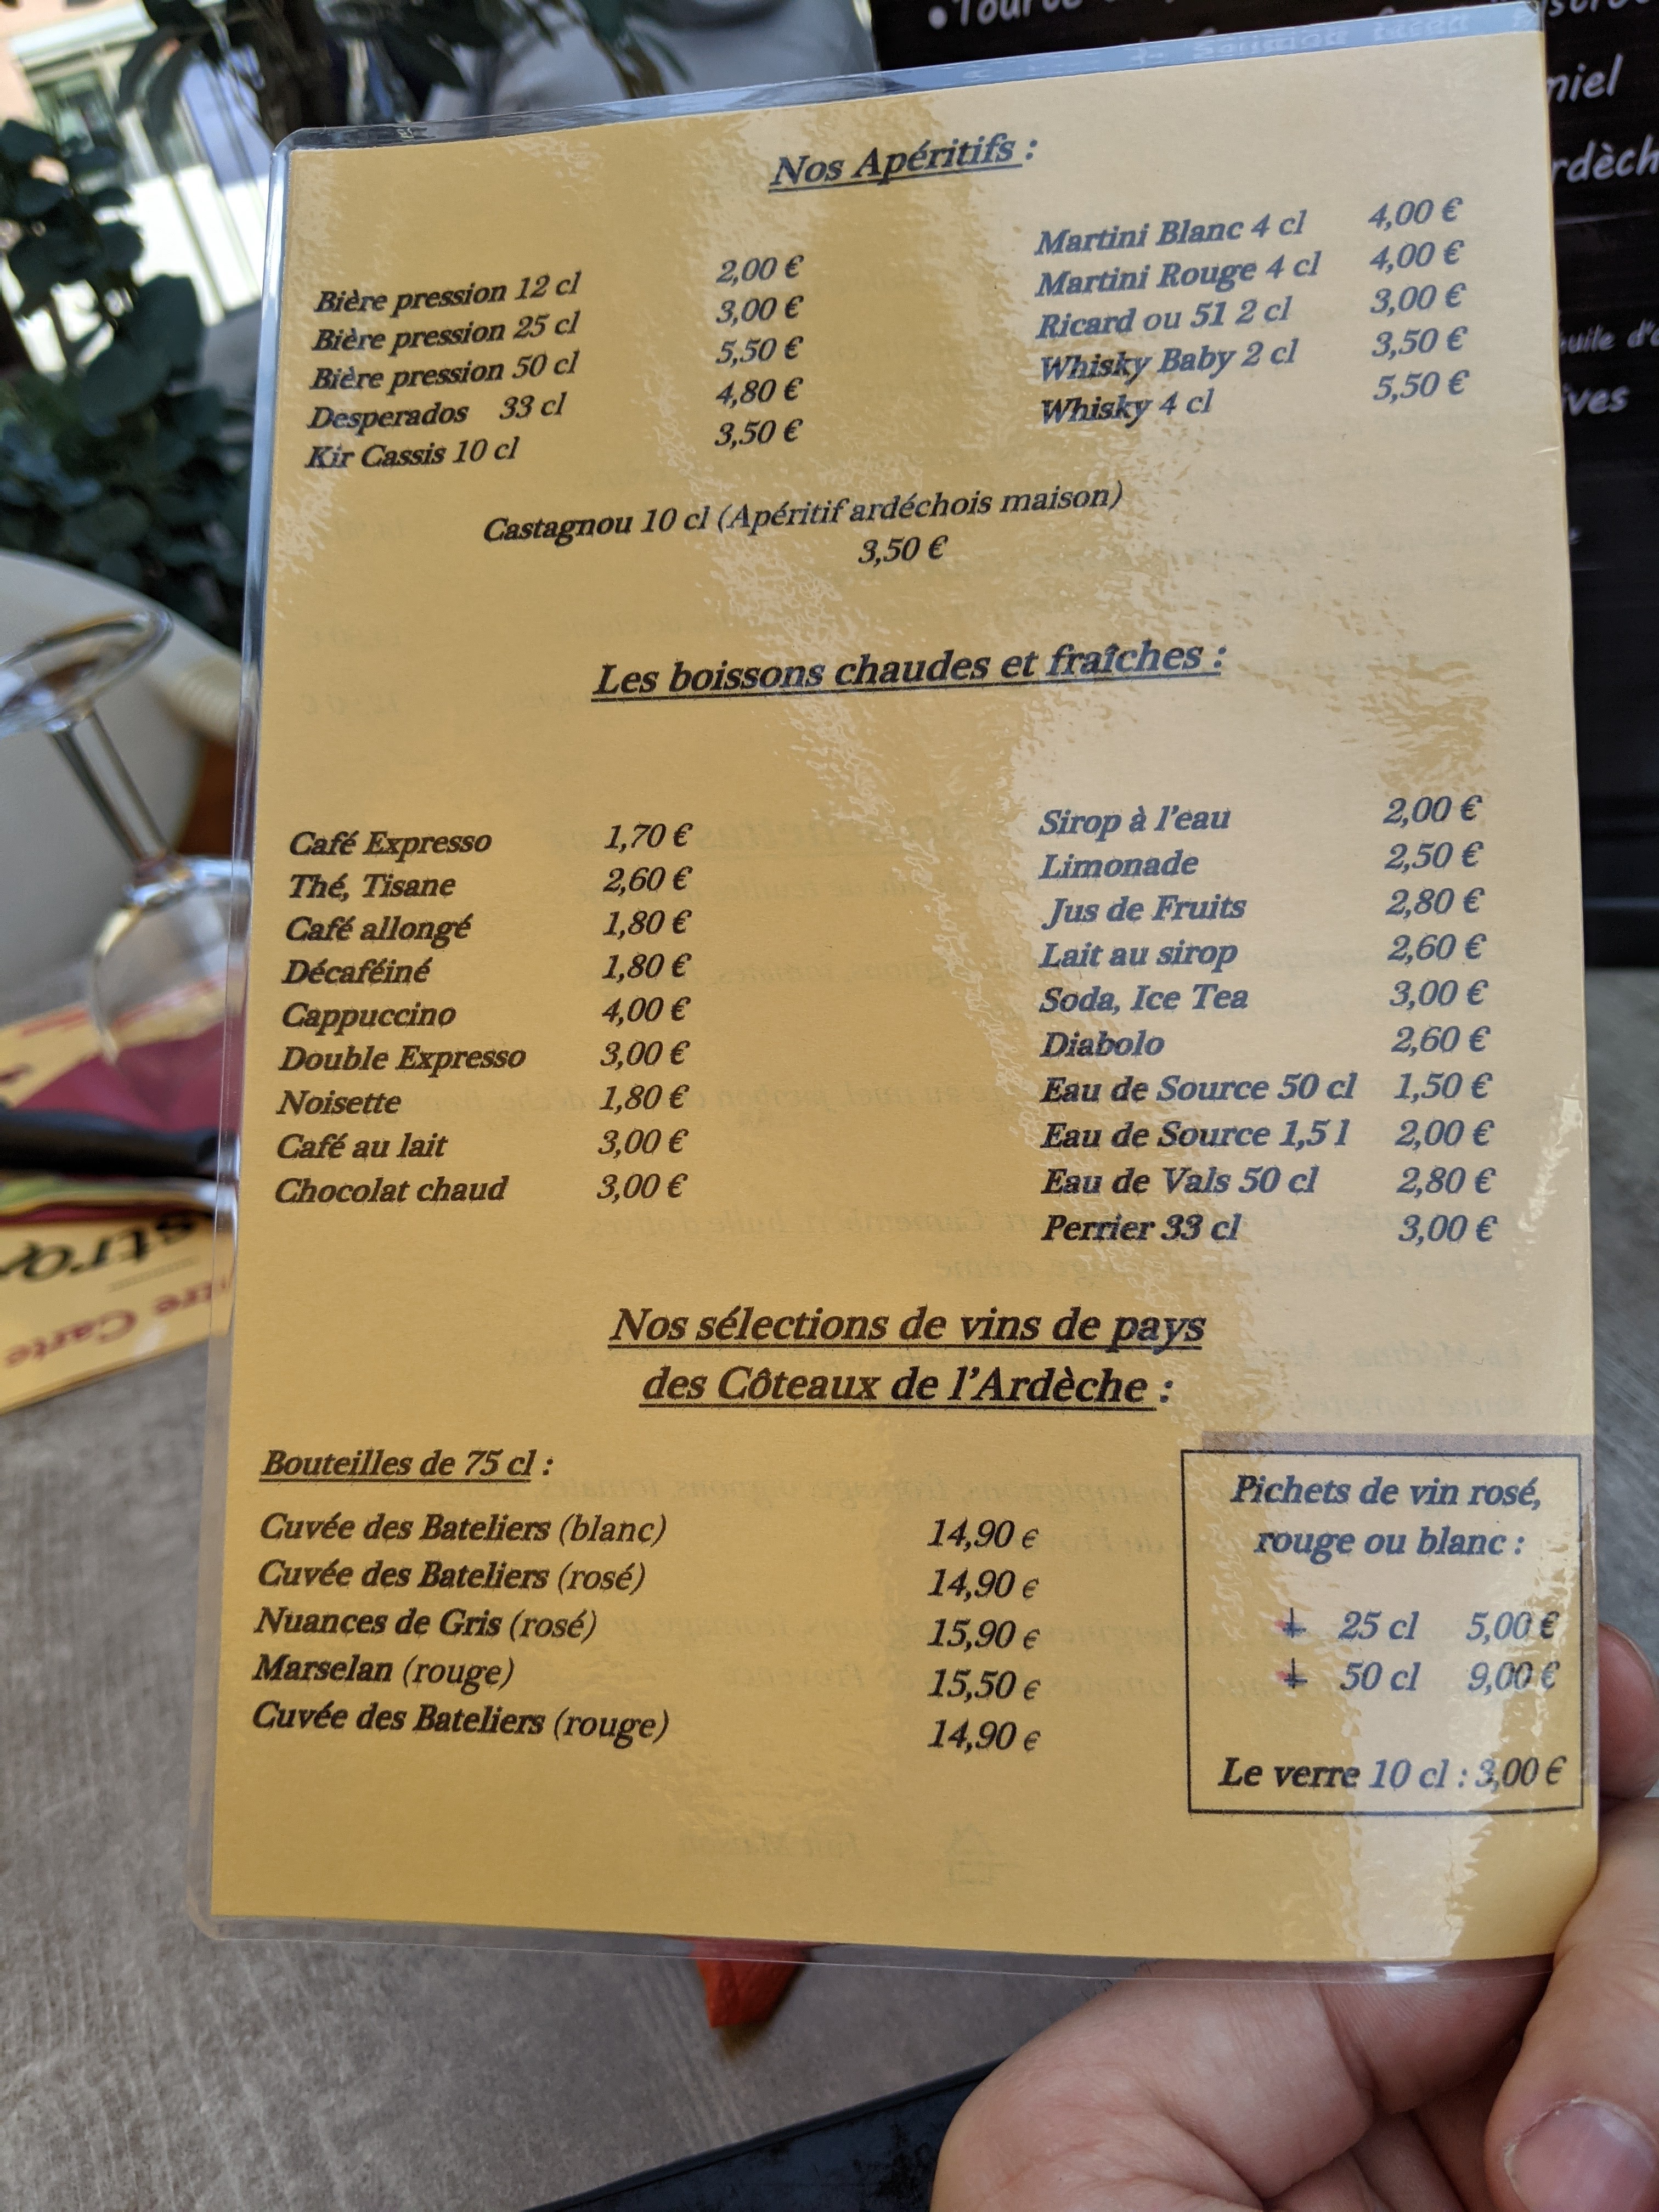 Nos Apéritifs :
Bière pression 12 cl 2,00 €
Bière pression 25 cl 3,00 €
Bière pression 50 cl 5,50 €
Desperados 33 cl 4,80 €
Kir Cassis 10 cl 3,50 €
Martini Blanc 4 cl 4,00 €
Martini Rouge 4 cl 4,00 €
Ricard ou 51 2 cl 3,00 €
Whisky Baby 2 cl 3,50 €
Whisky 4 cl 5,50 €
Castagnou 10 cl (Apéritif ardéchois maison)
3,50 €
Les boissons chaudes et fraîches :
Café Expresso 1,70 €
Thé, Tisane 2,60 €
Café allongé 1,80 €
Décaféiné 1,80 €
Cappuccino 4,00 €
Double Expresso 3,00 €
Noisette 1,80 €
Café au lait 3,00 €
Chocolat chaud 3,00 €
Sirop à l'eau 2,00 €
Limonade 2,50 €
Jus de Fruits 2,80 €
Lait au sirop 2,60 €
Soda, Ice Tea 3,00 €
Diabolo 2,60 €
Eau de Source 50 cl 1,50 €
Eau de Source 1,5 l 2,00 €
Eau de Vals 50 cl 2,80 €
Perrier 33 cl 3,00 €
Nos sélections de vins de pays
des Côteaux de l'Ardèche :
Bouteilles de 75 cl :
Cuvée des Bateliers (blanc) 14,90 €
Cuvée des Bateliers (rosé) 14,90 €
Nuances de Gris (rosé) 15,90 €
Marselan (rouge) 15,50 €
Cuvée des Bateliers (rouge) 14,90 €
Pichets de vin rosé,
rouge ou blanc :
25 cl 5,00 €
50 cl 9,00 €
Le verre 10 cl : 3,00 €
miel
Carte